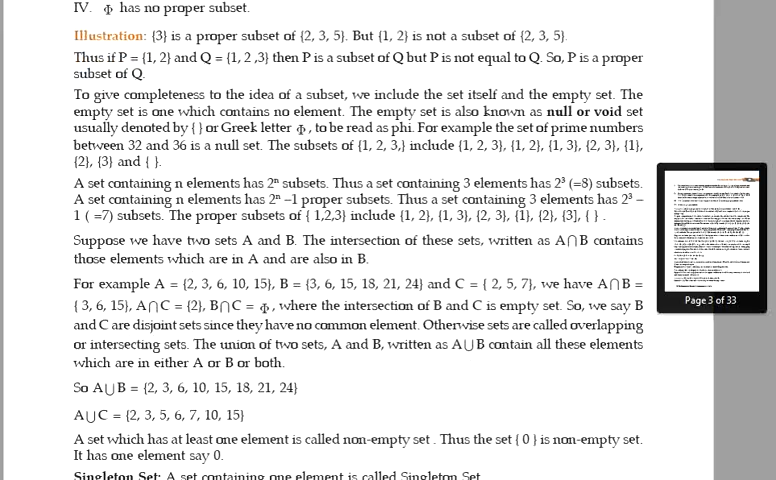 IV. Φ has no proper subset.
Illustration: {3} is a proper subset of {2, 3, 5}. But {1, 2} is not a subset of {2, 3, 5}.
Thus if P = {1, 2} and Q = {1, 2 ,3} then P is a subset of Q but P is not equal to Q. So, P is a proper
subset of Q.
To give completeness to the idea of a subset, we include the set itself and the empty set. The
empty set is one which contains no element. The empty set is also known as null or void set
usually denoted by { } or Greek letter Φ, to be read as phi. For example the set of prime numbers
between 32 and 36 is a null set. The subsets of {1, 2, 3,} include {1, 2, 3}, {1, 2}, {1, 3}, {2, 3}, {1},
{2}, {3} and { }.
A set containing n elements has 2ⁿ subsets. Thus a set containing 3 elements has 2³ (=8) subsets.
A set containing n elements has 2ⁿ –1 proper subsets. Thus a set containing 3 elements has 2³ –
1 ( =7) subsets. The proper subsets of { 1,2,3} include {1, 2}, {1, 3}, {2, 3}, {1}, {2}, {3], { } .
Suppose we have two sets A and B. The intersection of these sets, written as A∩B contains
those elements which are in A and are also in B.
For example A = {2, 3, 6, 10, 15}, B = {3, 6, 15, 18, 21, 24} and C = { 2, 5, 7}, we have A∩B =
{ 3, 6, 15}, A∩C = {2}, B∩C = Φ, where the intersection of B and C is empty set. So, we say B
and C are disjoint sets since they have no common element. Otherwise sets are called overlapping
or intersecting sets. The union of two sets, A and B, written as A∪B contain all these elements
which are in either A or B or both.
So A∪B = {2, 3, 6, 10, 15, 18, 21, 24}
A∪C = {2, 3, 5, 6, 7, 10, 15}
A set which has at least one element is called non-empty set . Thus the set { 0 } is non-empty set.
It has one element say 0.
Singleton Set: A set containing one element is called Singleton Set.
Page 3 of 33